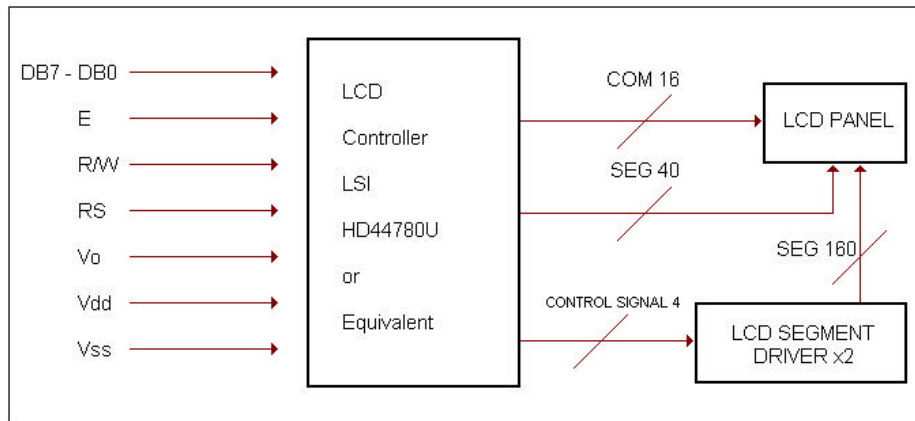 DB7 - DB0
E
R/W
RS
Vo
Vdd
Vss
LCD
Controller
LSI
HD44780U
or
Equivalent
COM 16
SEG 40
CONTROL SIGNAL 4
LCD PANEL
SEG 160
LCD SEGMENT
DRIVER x2